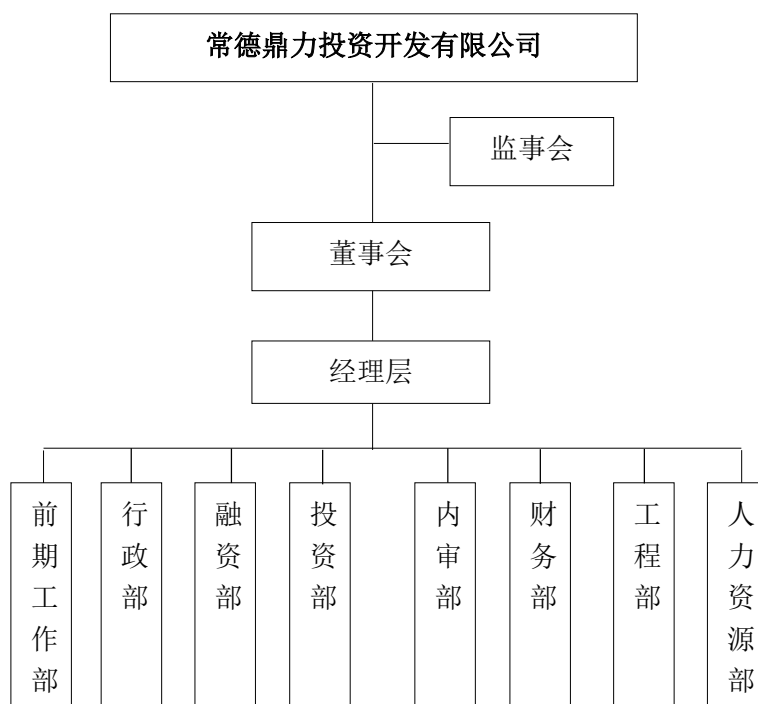 常德鼎力投资开发有限公司
监事会
董事会
经理层
前期工作部
行政部
融资部
投资部
内审部
财务部
工程部
人力资源部